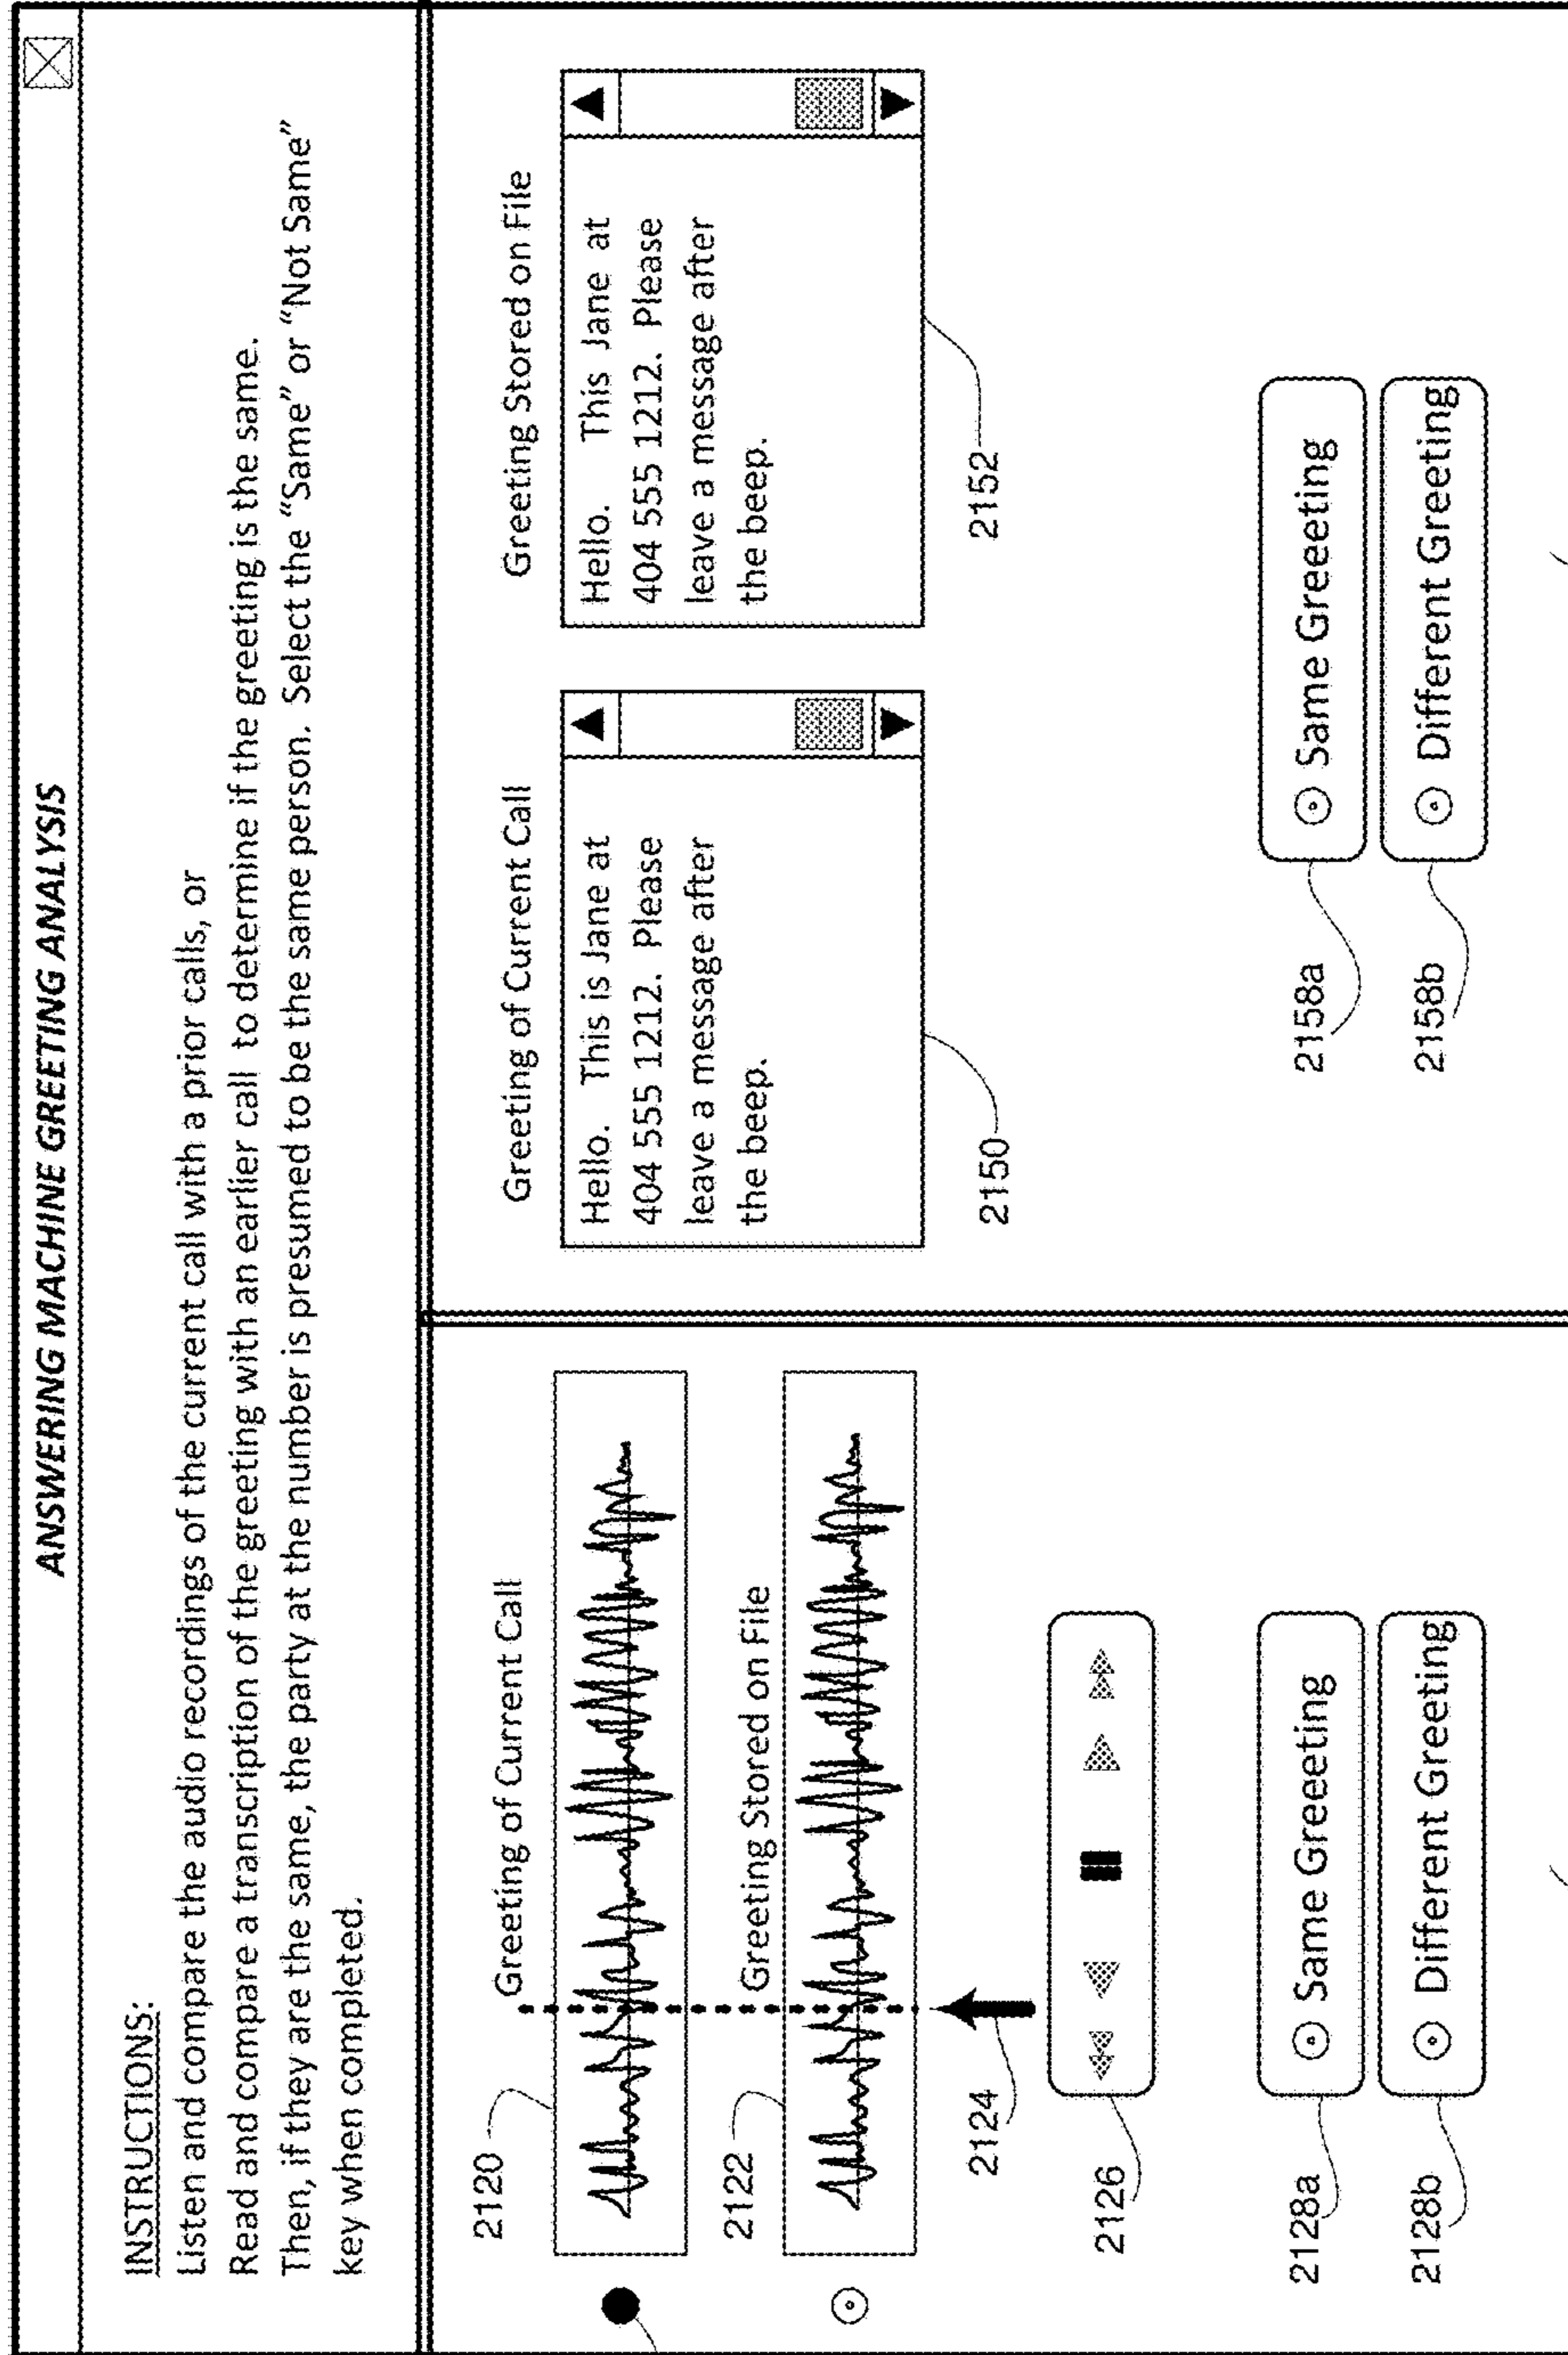 ANSWERING MACHINE GREETING ANALYSIS
INSTRUCTIONS:
Listen and compare the audio recordings of the current call with a prior calls, or
Read and compare a transcription of the greeting with an earlier call to determine if the greeting is the same.
Then, if they are the same, the party at the number is presumed to be the same person. Select the “Same” or “Not Same”
key when completed.
2120
Greeting of Current Call
2122
Greeting Stored on File
2124
2126
2128a
Same Greeeting
2128b
Different Greeting
Greeting of Current Call
Hello. This is Jane at
404 555 1212. Please
leave a message after
the beep.
2150
Greeting Stored on File
Hello. This Jane at
404 555 1212. Please
leave a message after
the beep.
2152
2158a
Same Greeeting
2158b
Different Greeting